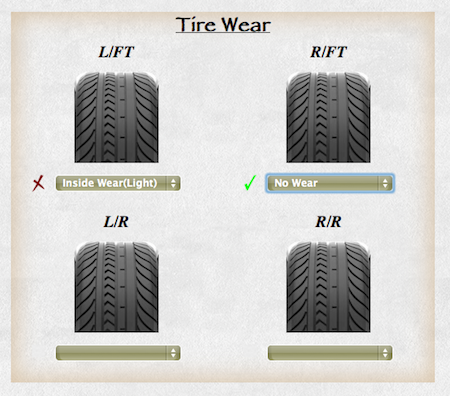 Tire Wear
L/FT
R/FT
Inside Wear(Light)
No Wear
L/R
R/R